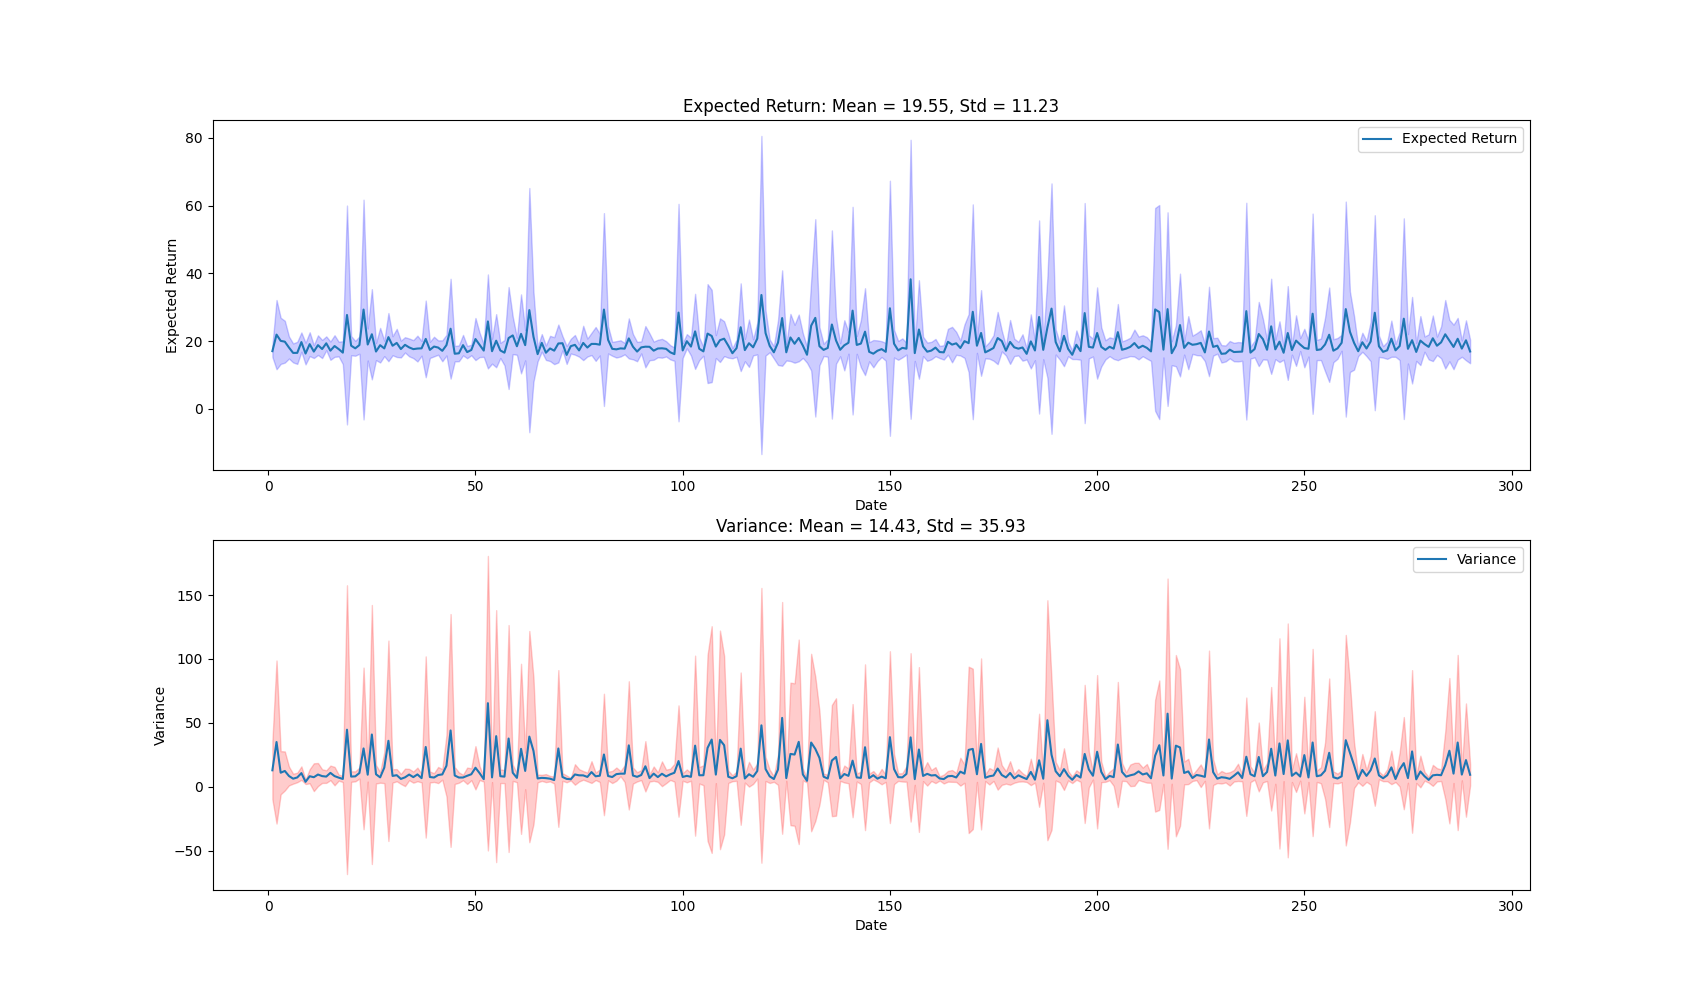 Expected Return: Mean = 19.55, Std = 11.23
Expected Return
80
60
40
20
0
Expected Return
0 50 100 150 200 250 300
Date
Variance: Mean = 14.43, Std = 35.93
Variance
150
100
50
0
−50
Variance
0 50 100 150 200 250 300
Date